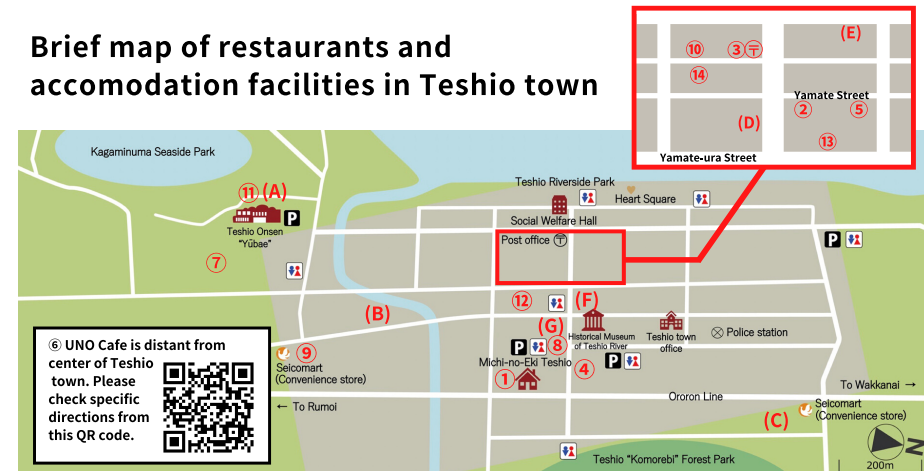 Brief map of restaurants and
accomodation facilities in Teshio town
(E)
⑩
③〒
⑭
Yamate Street
②
⑤
(D)
⑬
Yamate-ura Street
Kagaminuma Seaside Park
⑪(A)
P
Teshio Onsen
"Yūbae"
⑦
Teshio Riverside Park
Heart Square
Social Welfare Hall
Post office 〒
P
(B)
⑫
(F)
(G)
P
⑧
Historical Museum
of Teshio River
Teshio town
office
Police station
Michi-no-Eki Teshio
①
④
P
⑨
Seicomart
(Convenience store)
← To Rumoi
To Wakkanai →
Ororon Line
(C)
Seicomart
(Convenience store)
Teshio "Komorebi" Forest Park
N
200m
⑥ UNO Cafe is distant from
center of Teshio
town. Please
check specific
directions from
this QR code.